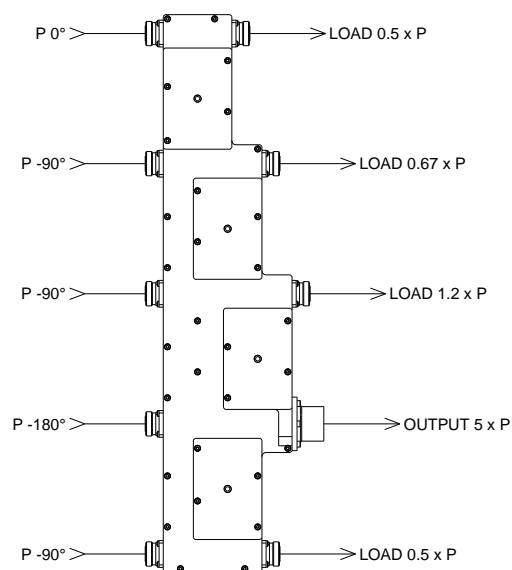 P 0° LOAD 0.5 x P
P -90° LOAD 0.67 x P
P -90° LOAD 1.2 x P
P -180° OUTPUT 5 x P
P -90° LOAD 0.5 x P